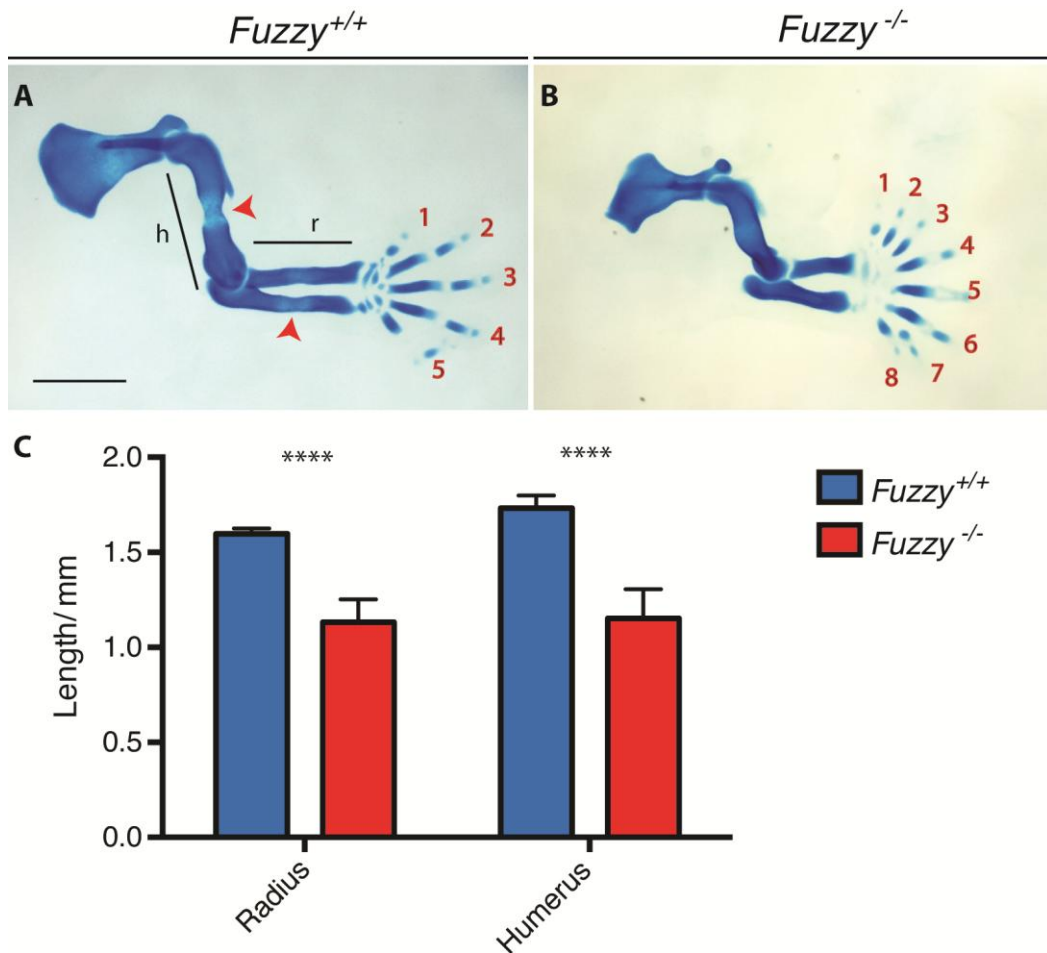 Fuzzy+/+
Fuzzy -/-
A
B
h
r
1
2
3
4
5
1
2
3
4
5
6
7
8
C
2.0
1.5
1.0
0.5
0.0
Length/mm
****
****
Radius
Humerus
Fuzzy+/+
Fuzzy -/-